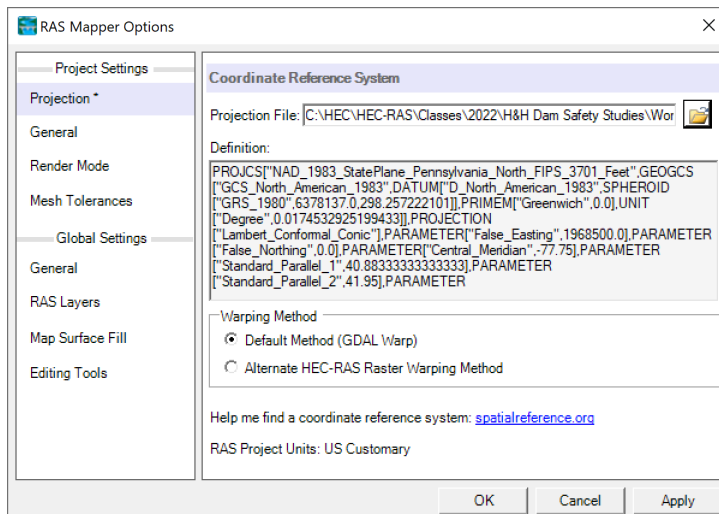 RAS Mapper Options
Project Settings
Projection *
General
Render Mode
Mesh Tolerances
Global Settings
General
RAS Layers
Map Surface Fill
Editing Tools
Coordinate Reference System
Projection File: C:\HEC\HEC-RAS\Classes\2022\H&H Dam Safety Studies\Wor
Definition:
PROJCS["NAD_1983_StatePlane_Pennsylvania_North_FIPS_3701_Feet",GEOGCS
["GCS_North_American_1983",DATUM["D_North_American_1983",SPHEROID
["GRS_1980",6378137.0,298.257222101]],PRIMEM["Greenwich",0.0],UNIT
["Degree",0.0174532925199433]],PROJECTION
["Lambert_Conformal_Conic"],PARAMETER["False_Easting",1968500.0],PARAMETER
["False_Northing",0.0],PARAMETER["Central_Meridian",-77.75],PARAMETER
["Standard_Parallel_1",40.88333333333333],PARAMETER
["Standard_Parallel_2",41.95],PARAMETER
Warping Method
Default Method (GDAL Warp)
Alternate HEC-RAS Raster Warping Method
Help me find a coordinate reference system: spatialreference.org
RAS Project Units: US Customary
OK Cancel Apply